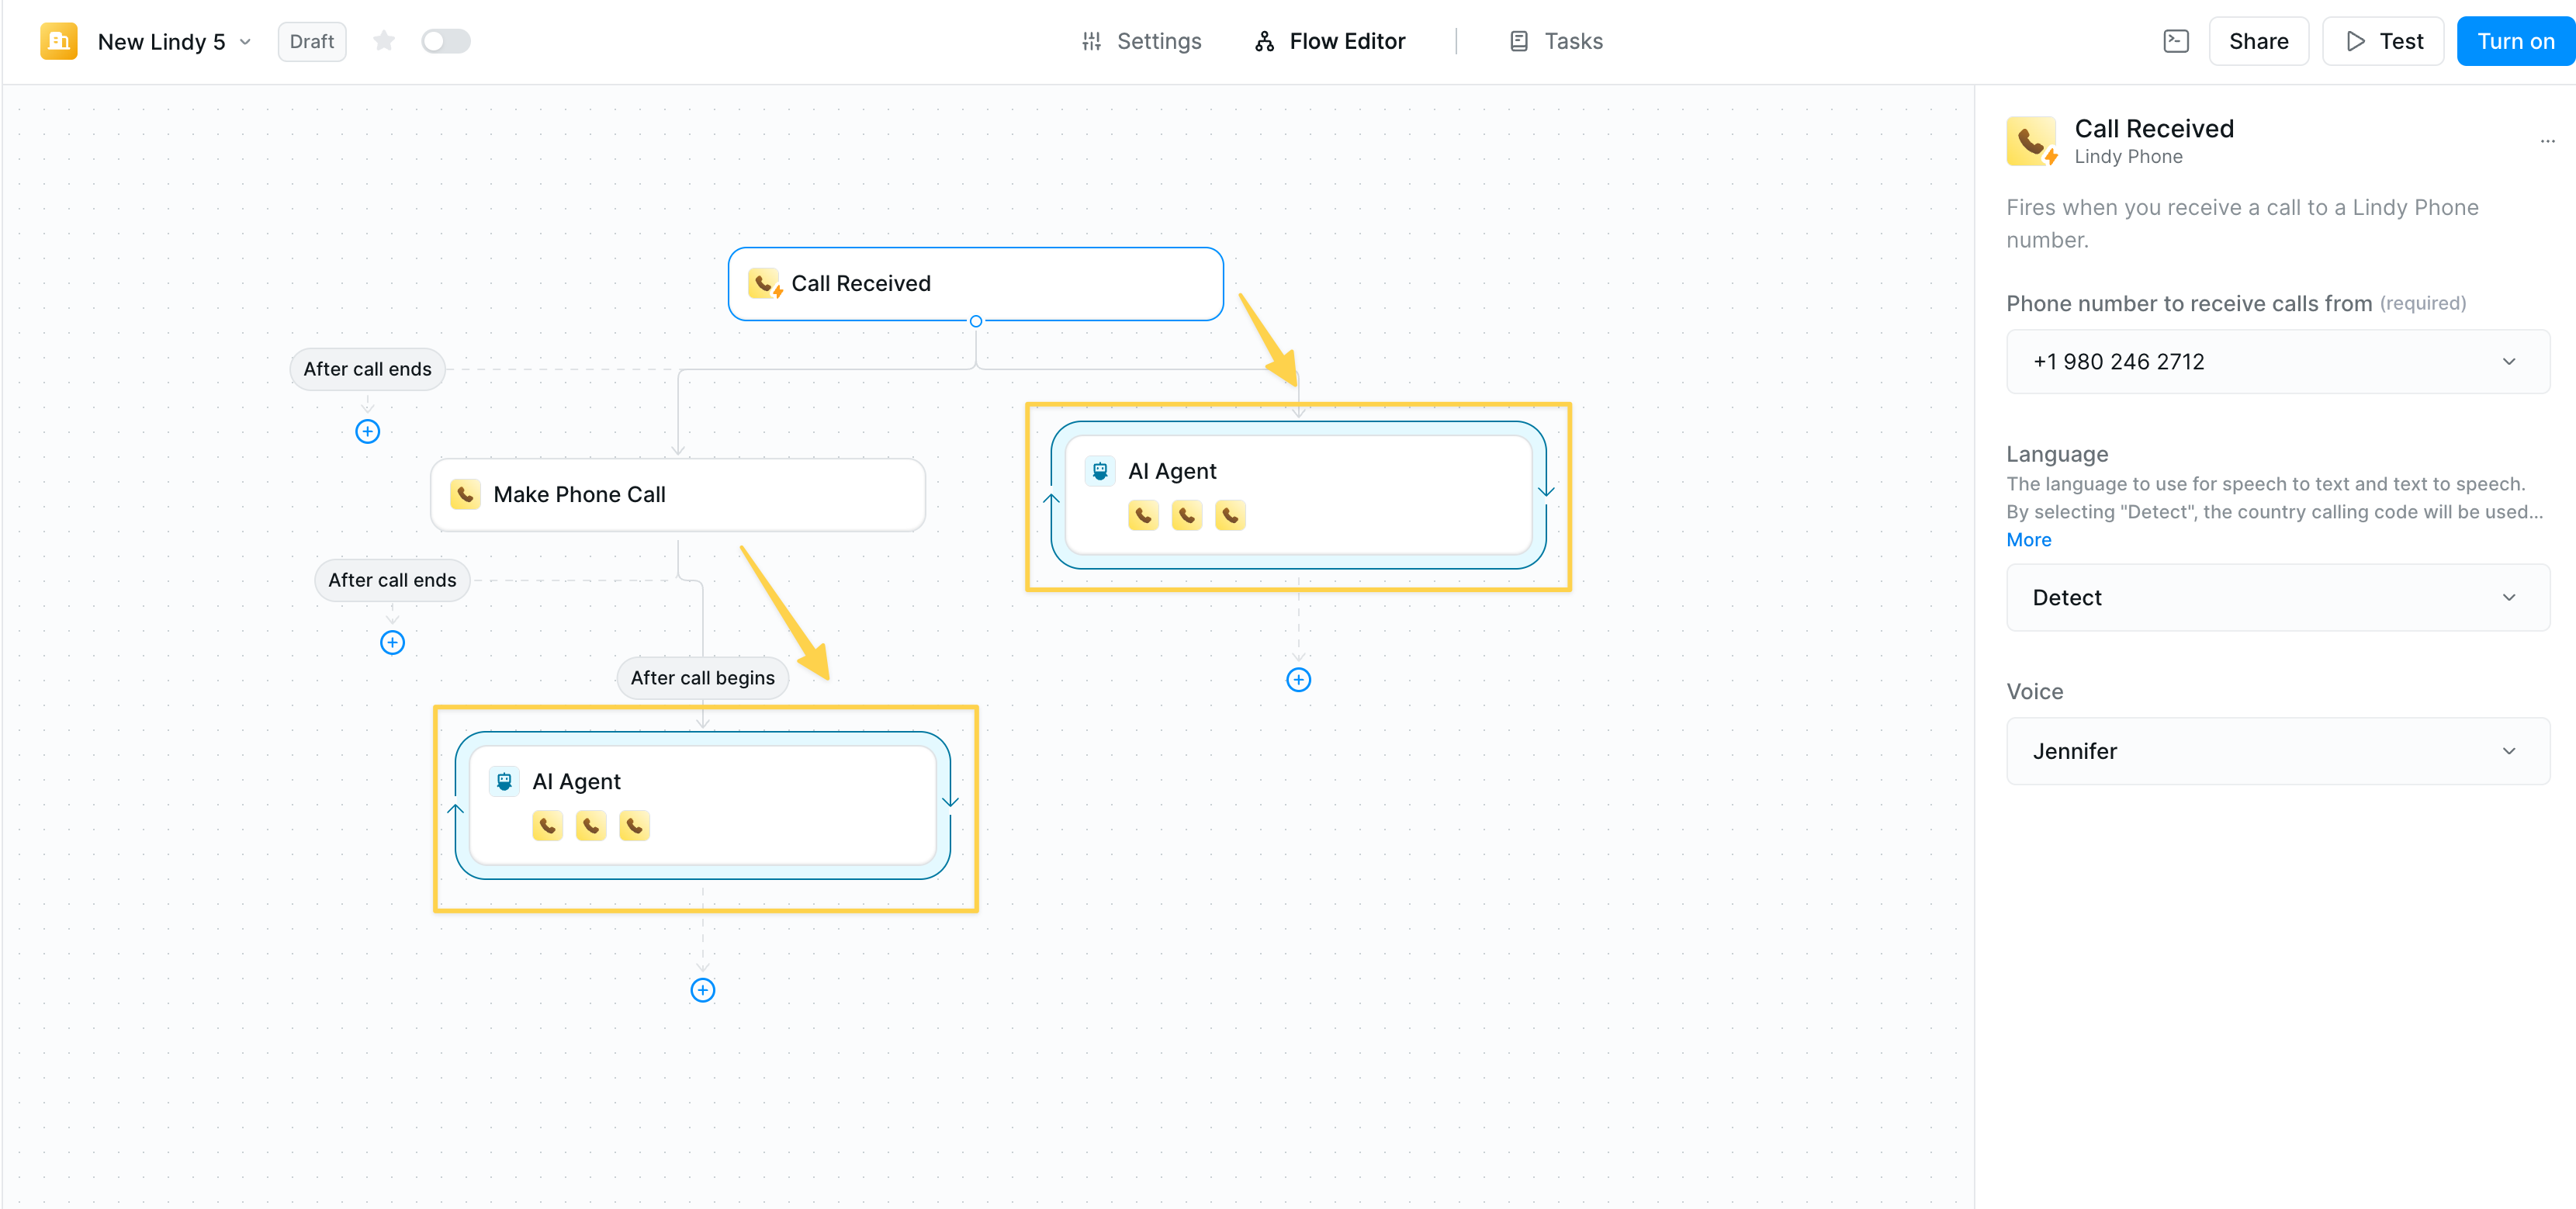 New Lindy 5
Draft
Settings
Flow Editor
Tasks
Share
Test
Turn on
Call Received
After call ends
Make Phone Call
After call ends
After call begins
AI Agent
AI Agent
Call Received
Lindy Phone
Fires when you receive a call to a Lindy Phone
number.
Phone number to receive calls from (required)
+1 980 246 2712
Language
The language to use for speech to text and text to speech.
By selecting "Detect", the country calling code will be used...
More
Detect
Voice
Jennifer